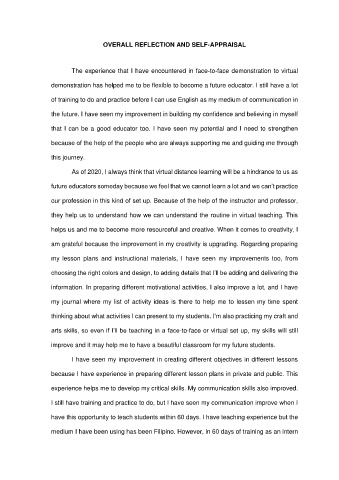 OVERALL REFLECTION AND SELF-APPRAISAL
The experience that I have encountered in face-to-face demonstration to virtual
demonstration has helped me to be flexible to become a future educator. I still have a lot
of training to do and practice before I can use English as my medium of communication in
the future. I have seen my improvement in building my confidence and believing in myself
that I can be a good educator too. I have seen my potential and I need to strengthen
because of the help of the people who are always supporting me and guiding me through
this journey.
As of 2020, I always think that virtual distance learning will be a hindrance to us as
future educators someday because we feel that we cannot learn a lot and we can't practice
our profession in this kind of set up. Because of the help of the instructor and professor,
they help us to understand how we can understand the routine in virtual teaching. This
helps us and me to become more resourceful and creative. When it comes to creativity, I
am grateful because the improvement in my creativity is upgrading. Regarding preparing
my lesson plans and instructional materials, I have seen my improvements too, from
choosing the right colors and design, to adding details that I'll be adding and delivering the
information. In preparing different motivational activities, I also improve a lot, and I have
my journal where my list of activity ideas is there to help me to lessen my time spent
thinking about what activities I can present to my students. I'm also practicing my craft and
arts skills, so even if I'll be teaching in a face-to-face or virtual set up, my skills will still
improve and it may help me to have a beautiful classroom for my future students.
I have seen my improvement in creating different objectives in different lessons
because I have experience in preparing different lesson plans in private and public. This
experience helps me to develop my critical skills. My communication skills also improved.
I still have training and practice to do, but I have seen my communication improve when I
have this opportunity to teach students within 60 days. I have teaching experience but the
medium I have been using has been Filipino. However, in 60 days of training as an intern